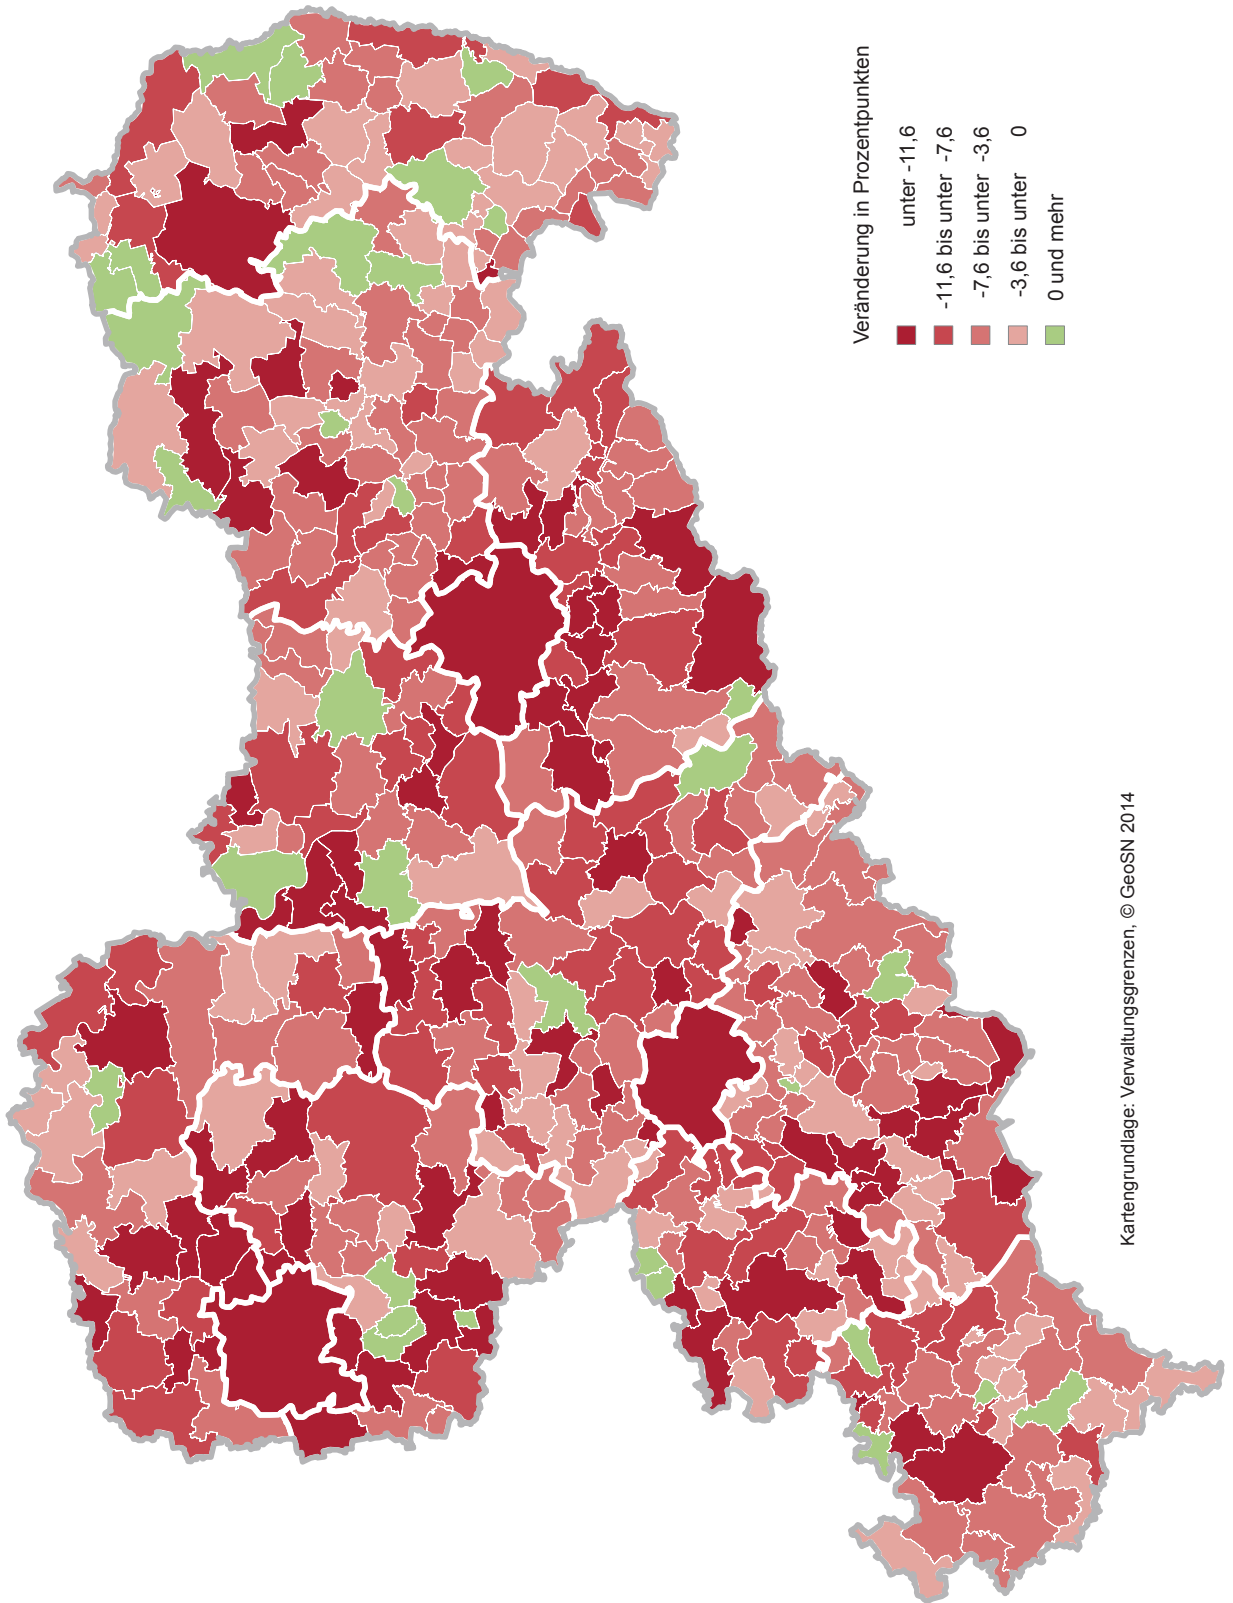 Veränderung in Prozentpunkten
unter -11,6
-11,6 bis unter -7,6
-7,6 bis unter -3,6
-3,6 bis unter 0
0 und mehr
Kartengrundlage: Verwaltungsgrenzen, © GeoSN 2014